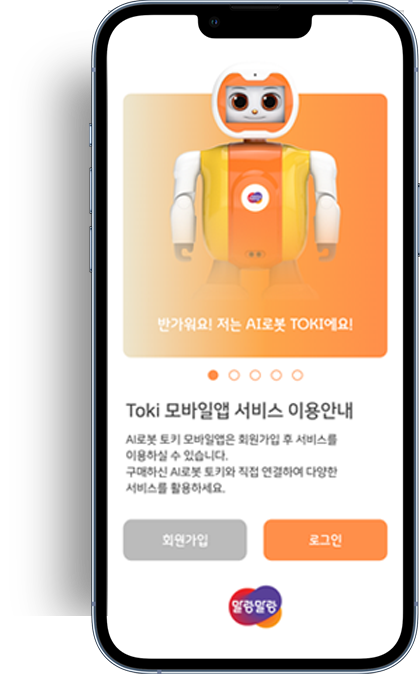 반가워요! 저는 AI로봇 TOKI에요!
Toki 모바일앱 서비스 이용안내
AI로봇 토키 모바일앱은 회원가입 후 서비스를
이용하실 수 있습니다.
구매하신 AI로봇 토키와 직접 연결하여 다양한
서비스를 활용하세요.
회원가입
로그인
말랑말랑